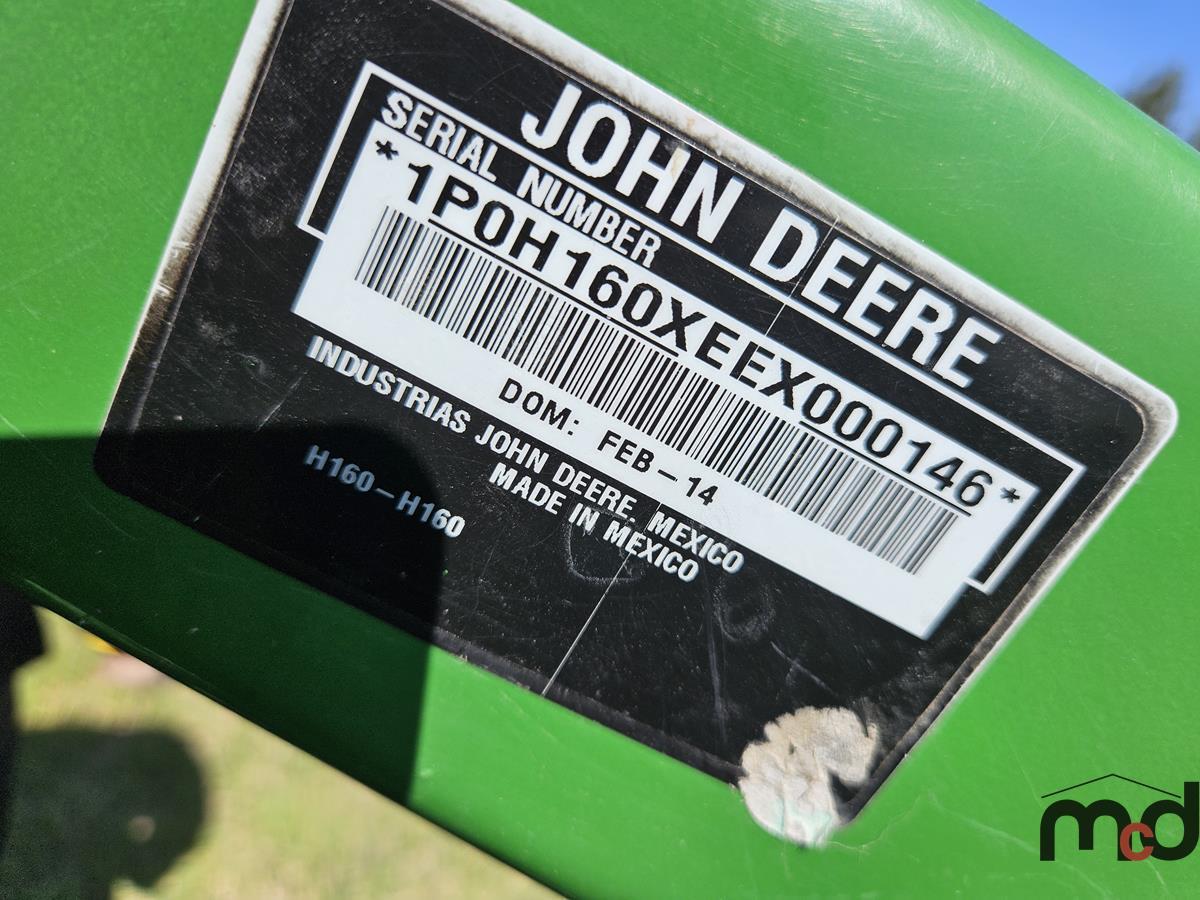 JOHN DEERE
SERIAL NUMBER
*1P0H160XEEX000146*
DOM: FEB-14
INDUSTRIAS JOHN DEERE, MEXICO
MADE IN MEXICO
H160-H160
mcd